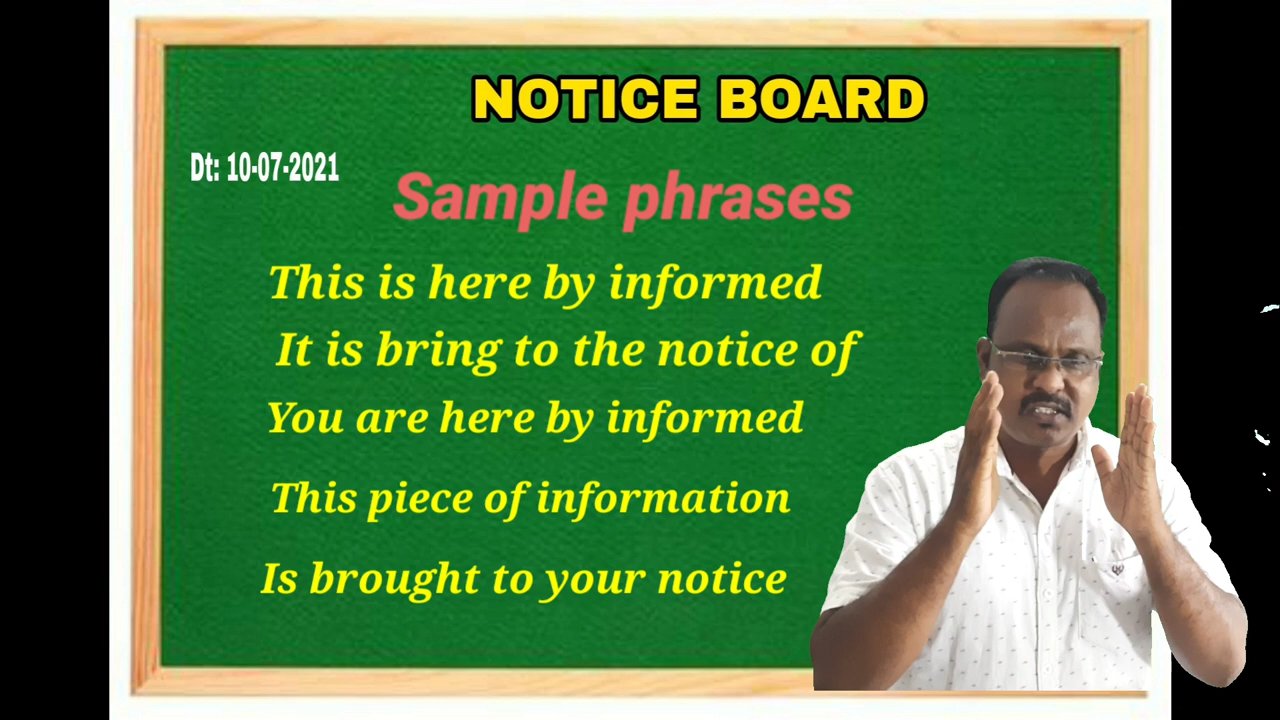 NOTICE BOARD
Dt: 10-07-2021
Sample phrases
This is here by informed
It is bring to the notice of
You are here by informed
This piece of information
Is brought to your notice